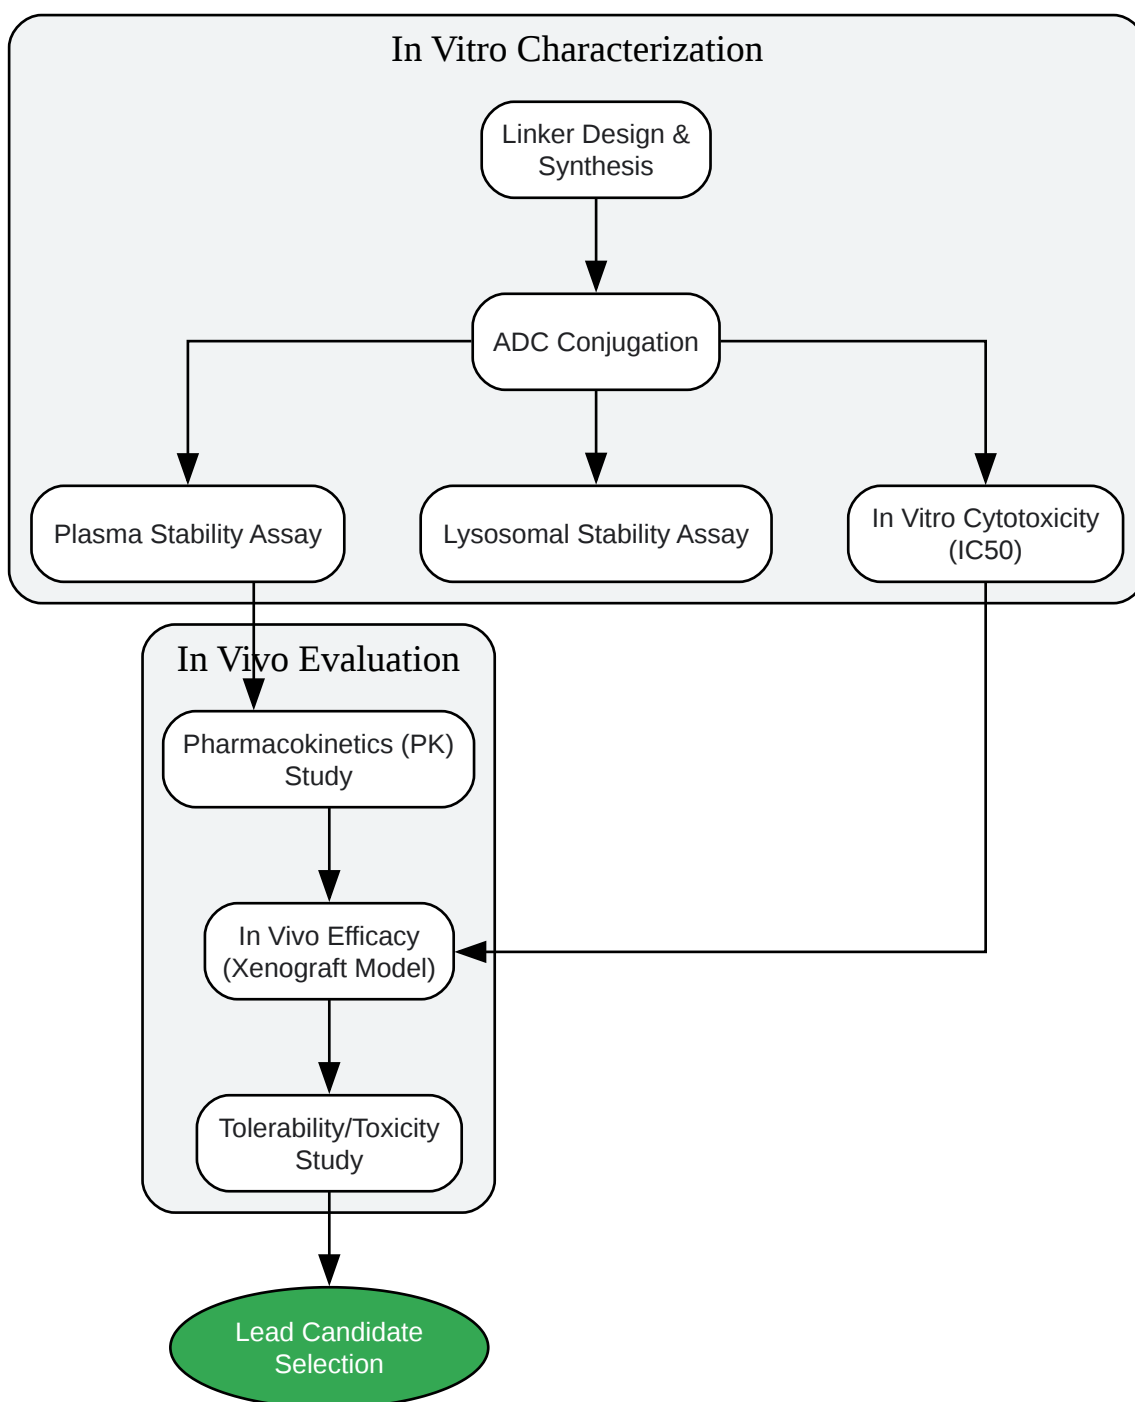 In Vitro Characterization
Linker Design &
Synthesis
ADC Conjugation
Plasma Stability Assay
Lysosomal Stability Assay
In Vitro Cytotoxicity
(IC50)
In Vivo Evaluation
Pharmacokinetics (PK)
Study
In Vivo Efficacy
(Xenograft Model)
Tolerability/Toxicity
Study
Lead Candidate
Selection